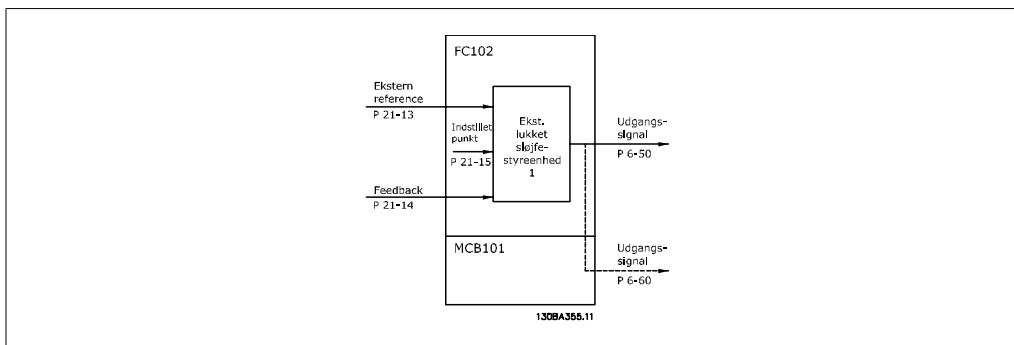 FC102
Ekstern
reference
P 21-13
Indstillet
punkt
P 21-15
Feedback
P 21-14
Ekst.
lukket
sløjfe-
styreenhed
1
Udgangs-
signal
P 6-50
MCB101
Udgangs-
signal
P 6-60
130BA355.11